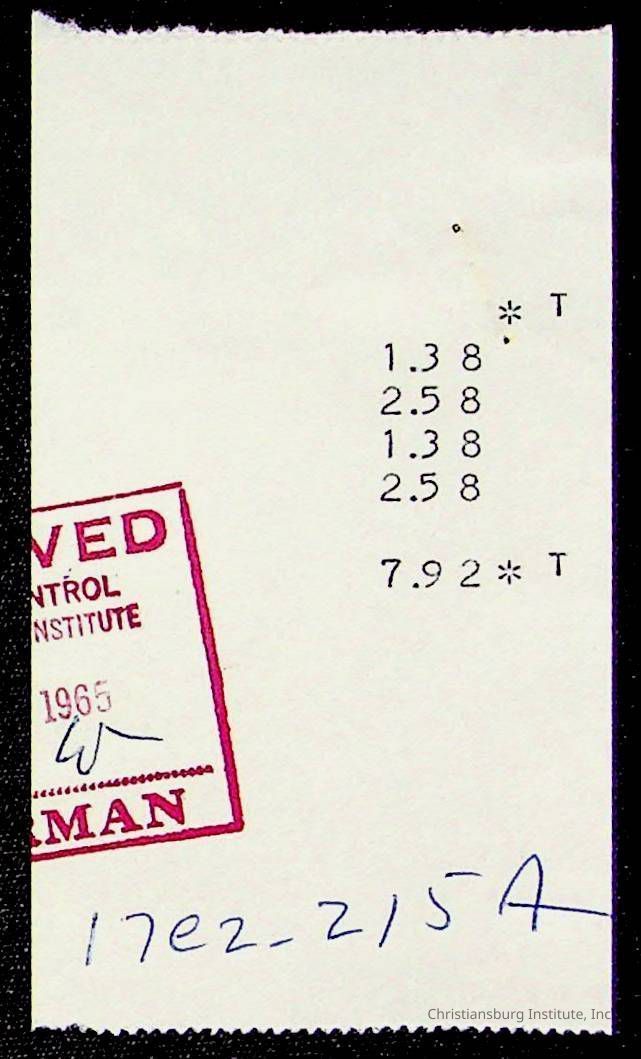 * T
1.38
2.58
1.38
2.58
7.92* T
VED
NTROL
NSTITUTE
1965
RMAN
17e2-215A
Christiansburg Institute, Inc